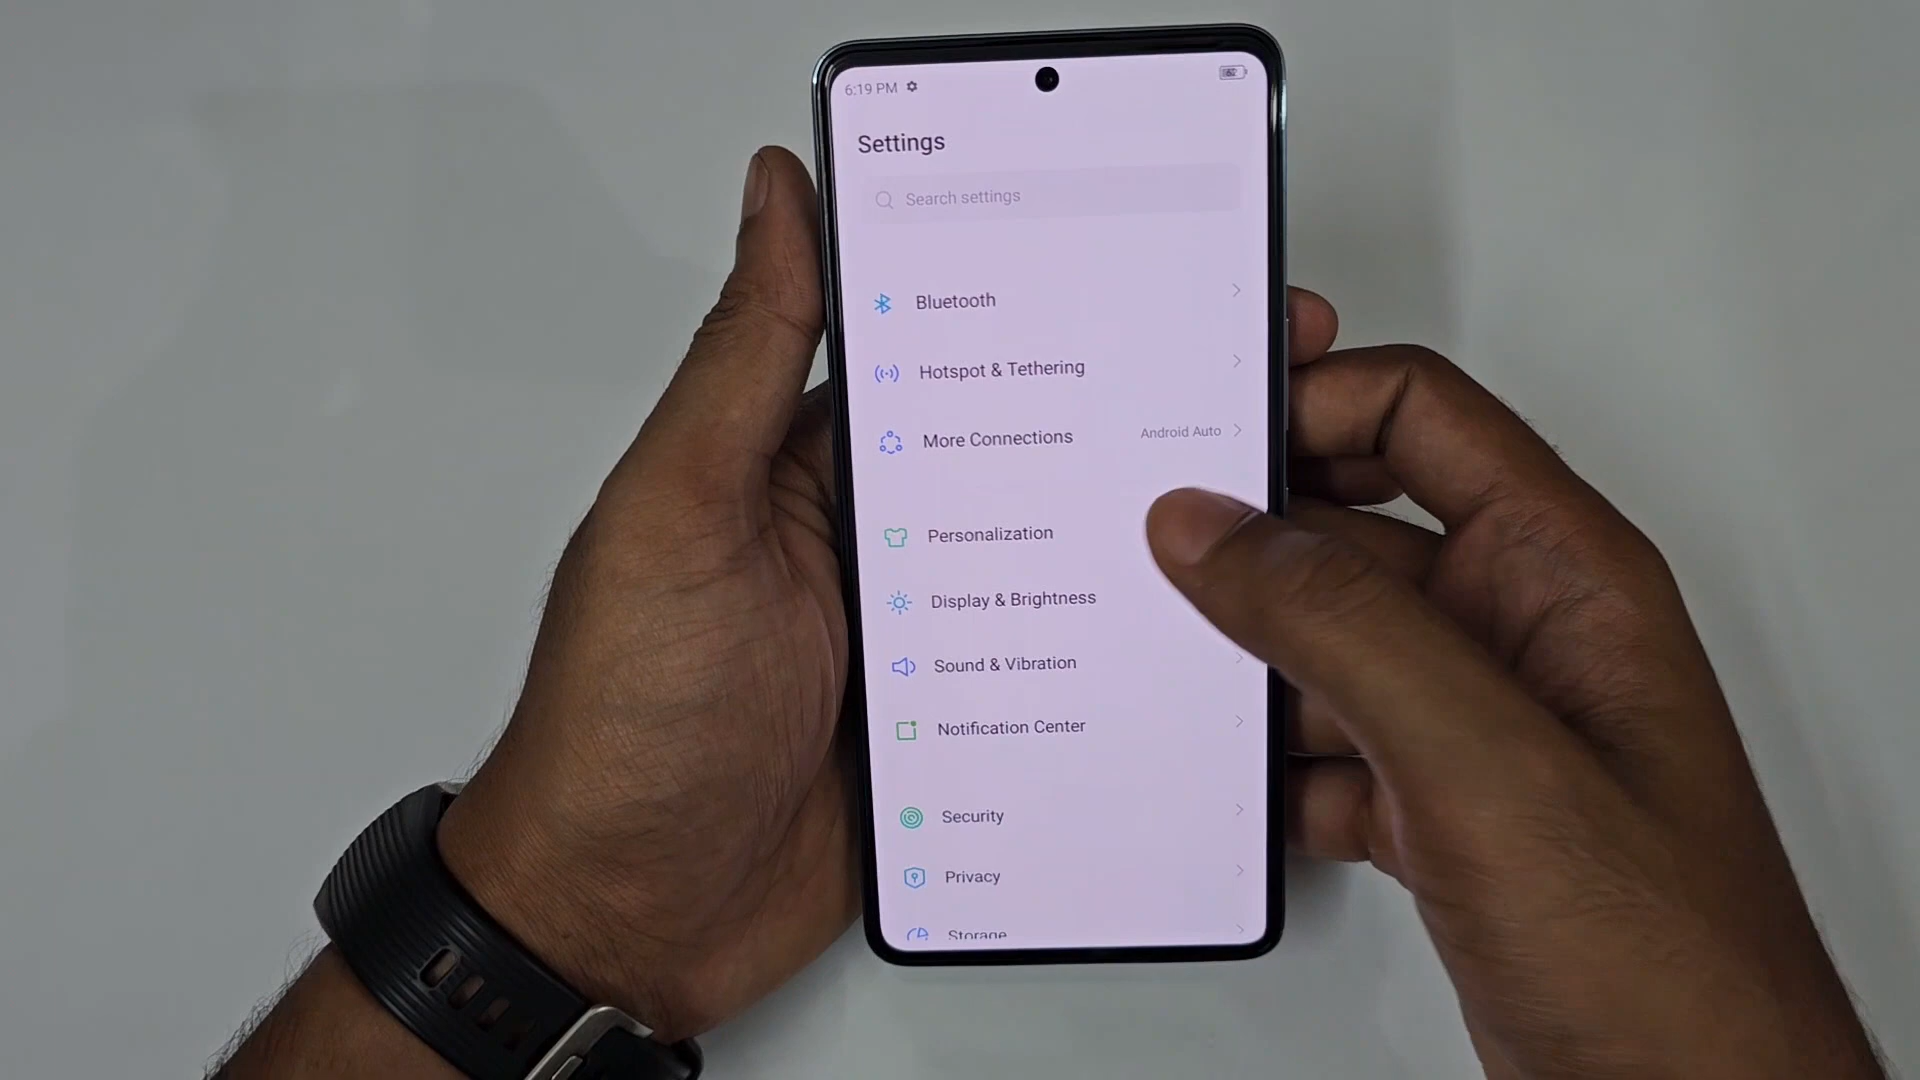 6:19 PM
Settings
Search settings
Bluetooth
Hotspot & Tethering
More Connections Android Auto
Personalization
Display & Brightness
Sound & Vibration
Notification Center
Security
Privacy
Storage